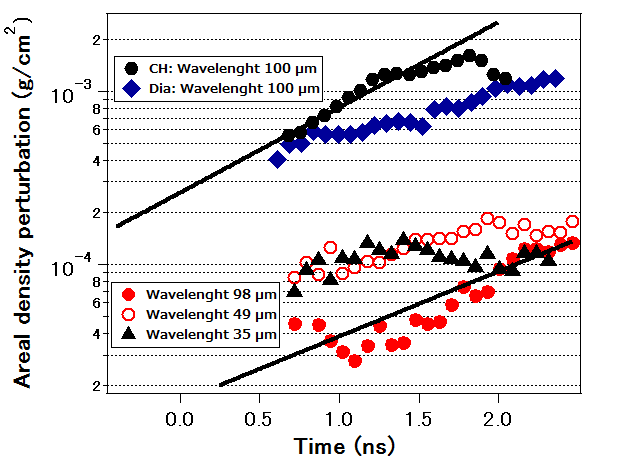 Areal density perturbation (g/cm²)
2
10⁻³
8
6
4
2
10⁻⁴
8
6
4
2
CH: Wavelenght 100 μm
Dia: Wavelenght 100 μm
Wavelenght 98 μm
Wavelenght 49 μm
Wavelenght 35 μm
0.0 0.5 1.0 1.5 2.0
Time (ns)